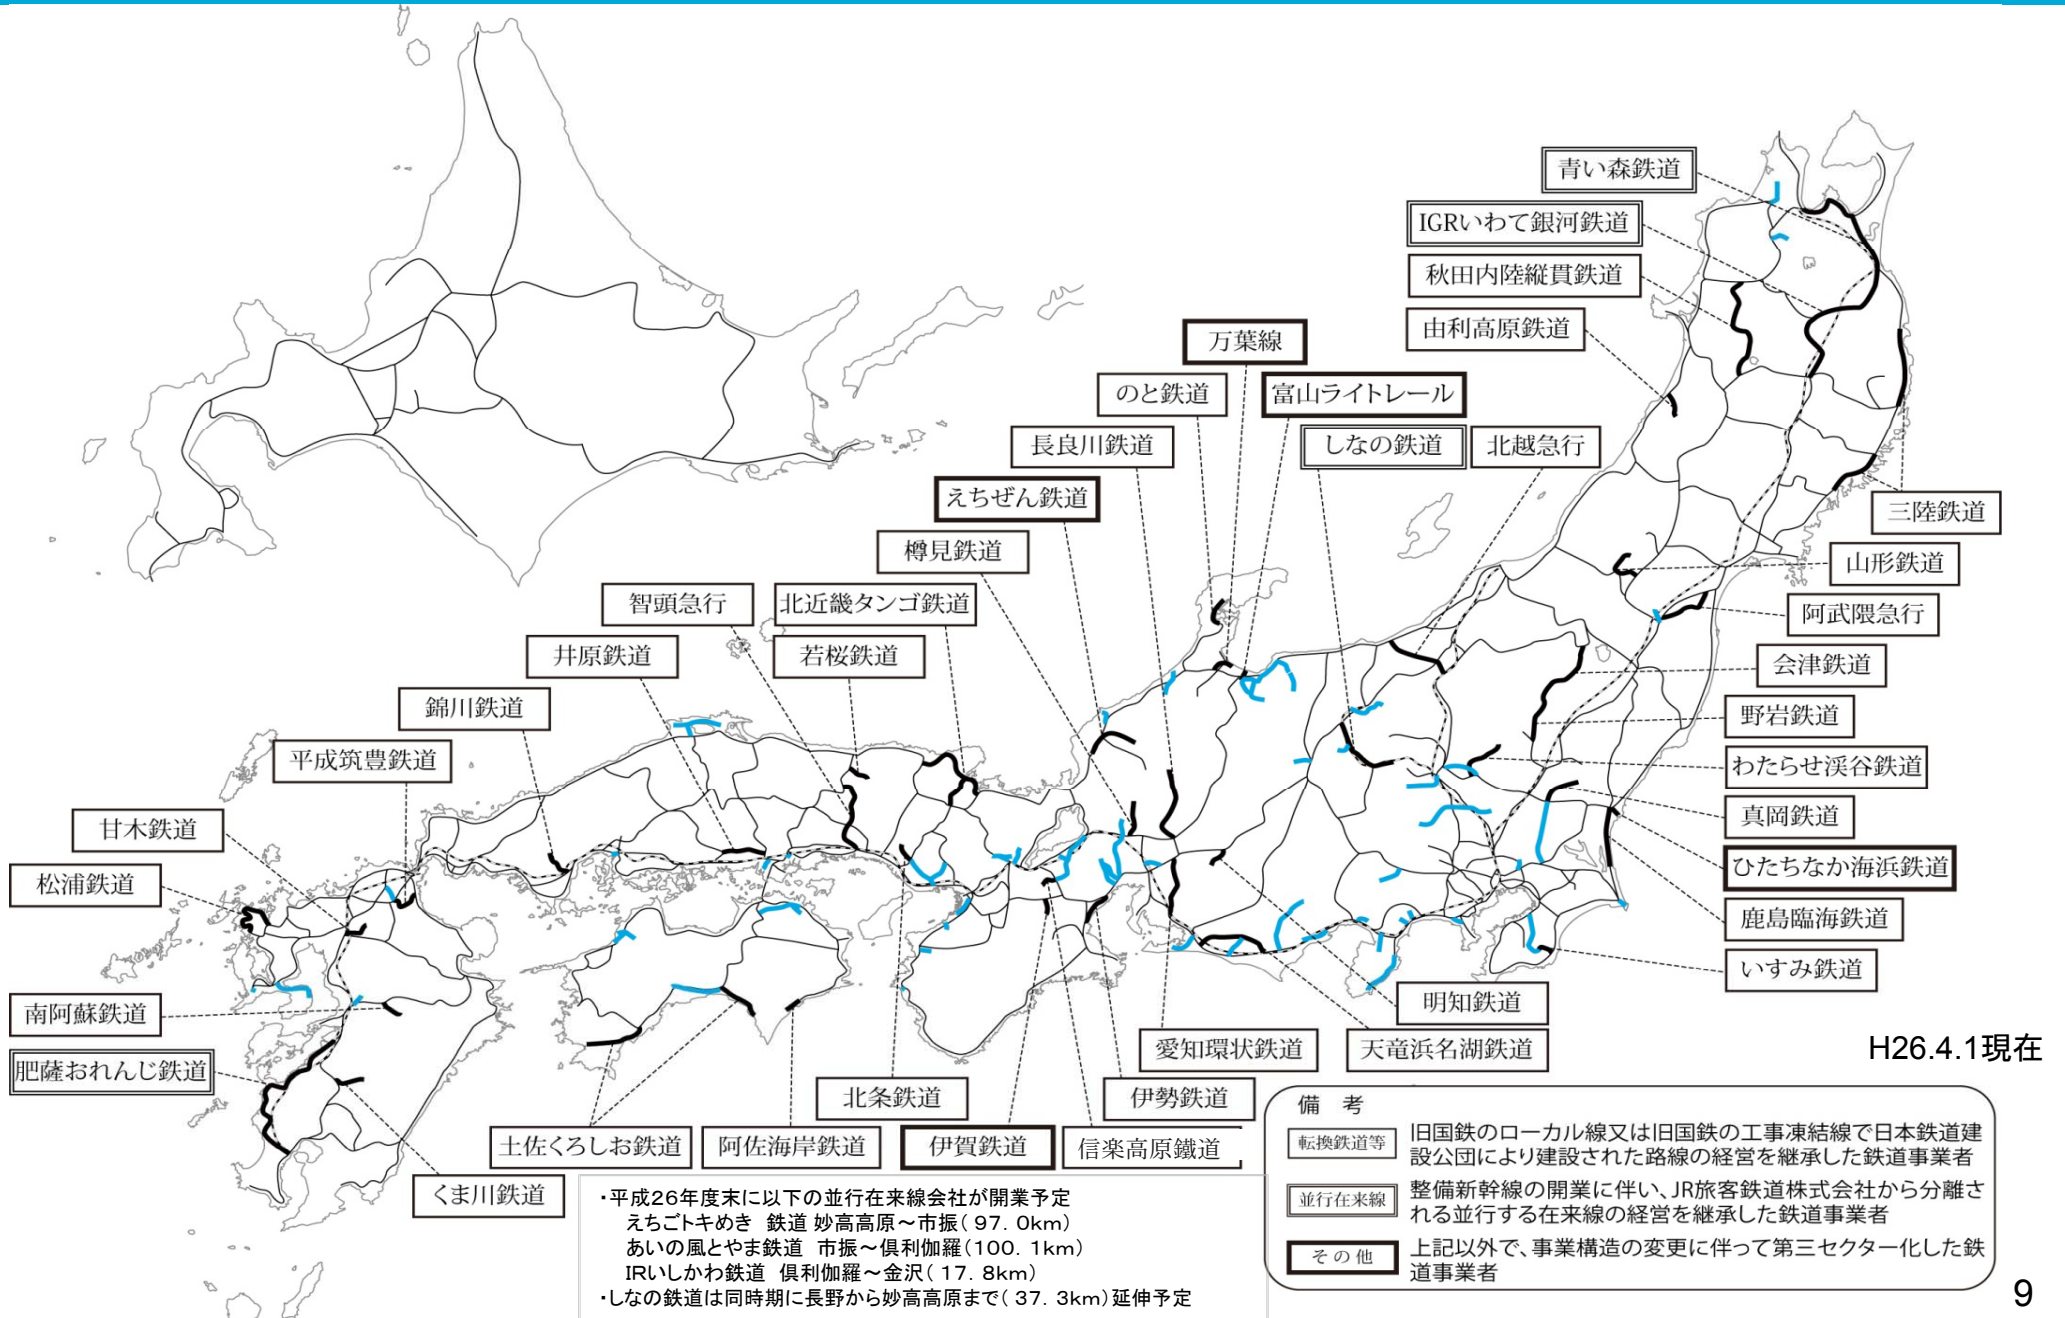 青い森鉄道
IGRいわて銀河鉄道
秋田内陸縦貫鉄道
由利高原鉄道
万葉線
のと鉄道
富山ライトレール
長良川鉄道
しなの鉄道
北越急行
えちぜん鉄道
三陸鉄道
樽見鉄道
山形鉄道
智頭急行
北近畿タンゴ鉄道
阿武隈急行
井原鉄道
若桜鉄道
会津鉄道
錦川鉄道
野岩鉄道
平成筑豊鉄道
わたらせ渓谷鉄道
甘木鉄道
真岡鉄道
松浦鉄道
ひたちなか海浜鉄道
鹿島臨海鉄道
いすみ鉄道
南阿蘇鉄道
明知鉄道
愛知環状鉄道
天竜浜名湖鉄道
H26.4.1現在
肥薩おれんじ鉄道
北条鉄道
伊勢鉄道
土佐くろしお鉄道
阿佐海岸鉄道
伊賀鉄道
信楽高原鐵道
くま川鉄道
備 考
転換鉄道等
旧国鉄のローカル線又は旧国鉄の工事凍結線で日本鉄道建
設公団により建設された路線の経営を継承した鉄道事業者
並行在来線
整備新幹線の開業に伴い、JR旅客鉄道株式会社から分離さ
れる並行する在来線の経営を継承した鉄道事業者
その他
上記以外で、事業構造の変更に伴って第三セクター化した鉄
道事業者
・平成26年度末に以下の並行在来線会社が開業予定
えちごトキめき 鉄道 妙高高原～市振(97.0km)
あいの風とやま鉄道 市振～倶利伽羅(100.1km)
IRいしかわ鉄道 倶利伽羅～金沢(17.8km)
・しなの鉄道は同時期に長野から妙高高原まで(37.3km)延伸予定
9